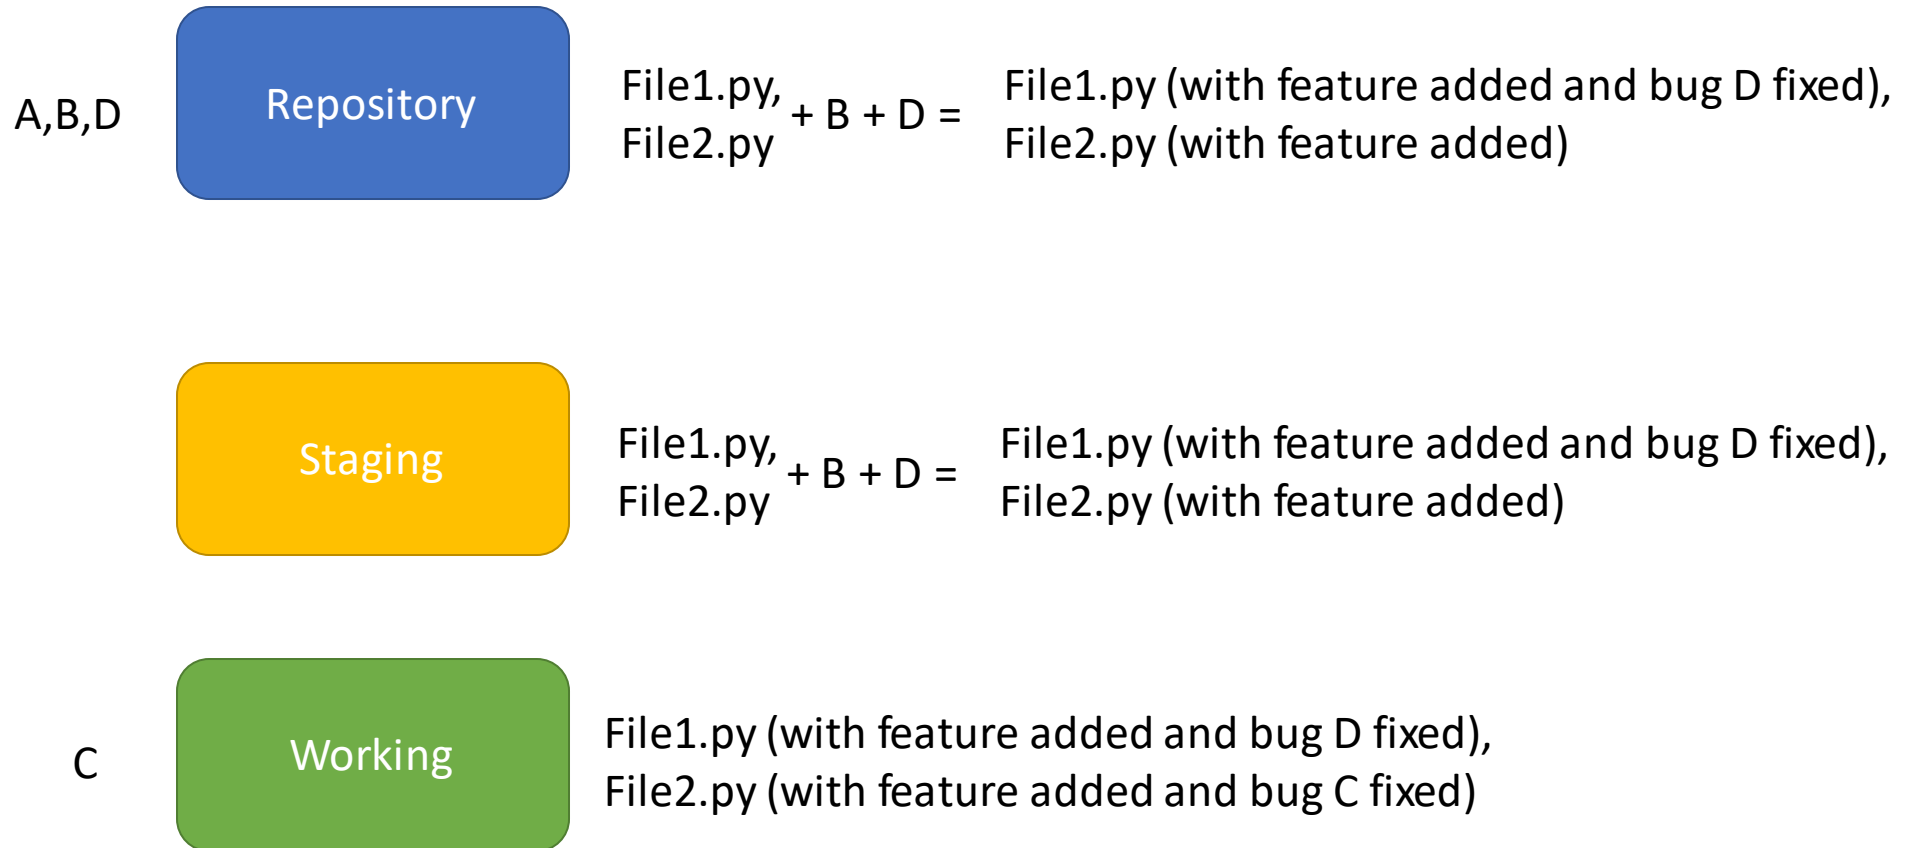 A,B,D
Repository
File1.py,
File2.py
+ B + D =
File1.py (with feature added and bug D fixed),
File2.py (with feature added)
Staging
File1.py,
File2.py
+ B + D =
File1.py (with feature added and bug D fixed),
File2.py (with feature added)
C
Working
File1.py (with feature added and bug D fixed),
File2.py (with feature added and bug C fixed)